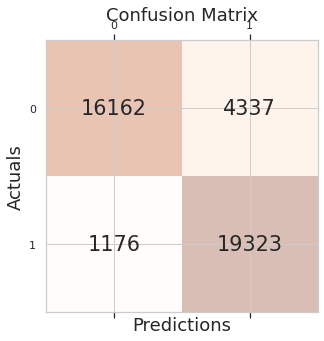 Confusion Matrix
0 1
0 16162 4337
Actuals
1 1176 19323
Predictions